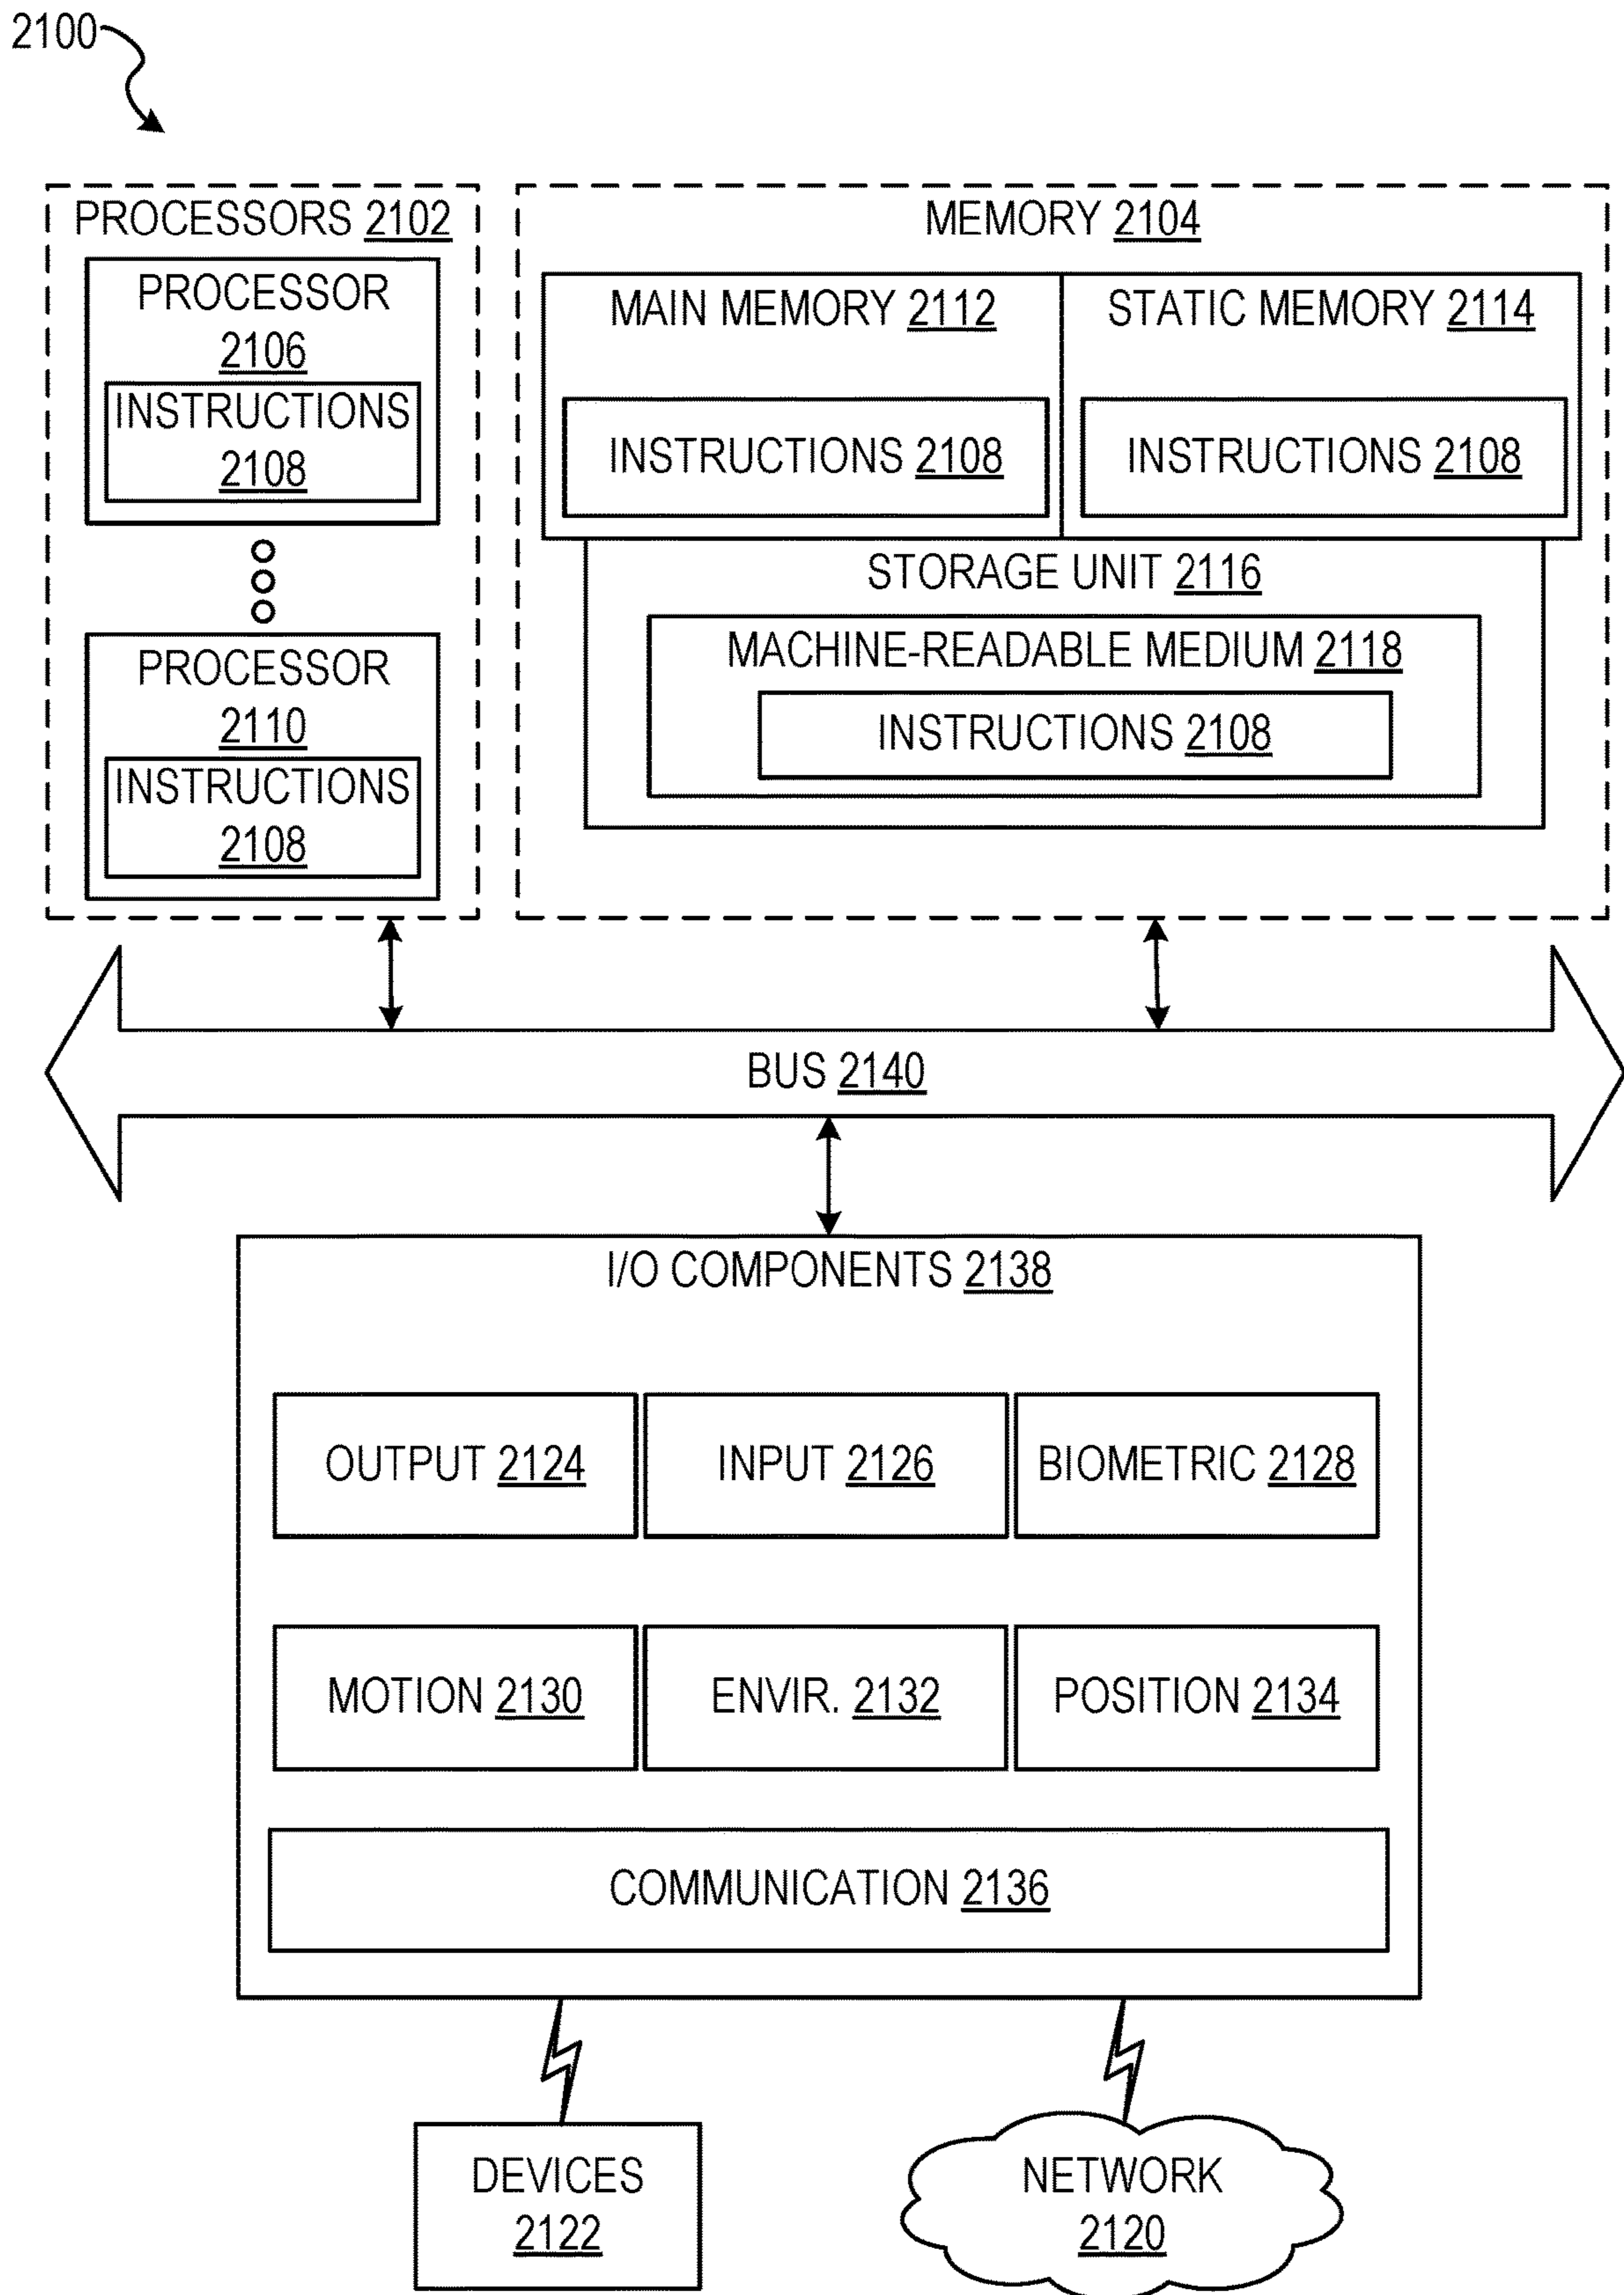 2100
PROCESSORS 2102
PROCESSOR
2106
INSTRUCTIONS
2108
PROCESSOR
2110
INSTRUCTIONS
2108
MEMORY 2104
MAIN MEMORY 2112
INSTRUCTIONS 2108
STATIC MEMORY 2114
INSTRUCTIONS 2108
STORAGE UNIT 2116
MACHINE-READABLE MEDIUM 2118
INSTRUCTIONS 2108
BUS 2140
I/O COMPONENTS 2138
OUTPUT 2124
INPUT 2126
BIOMETRIC 2128
MOTION 2130
ENVIR. 2132
POSITION 2134
COMMUNICATION 2136
DEVICES
2122
NETWORK
2120